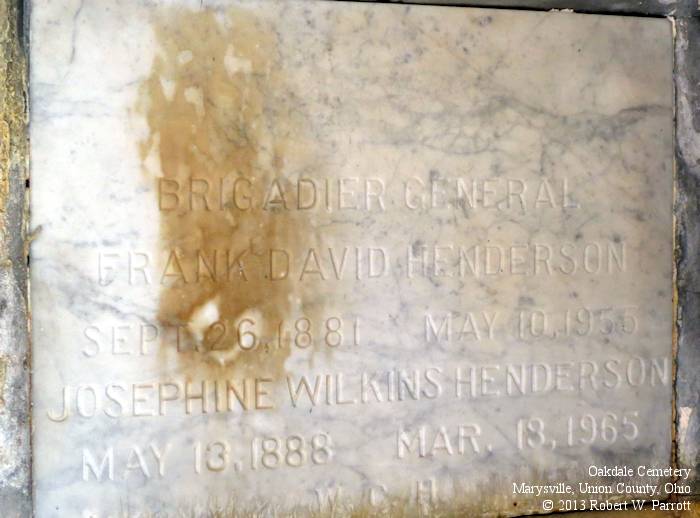 BRIGADIER GENERAL
FRANK DAVID HENDERSON
SEPT. 26, 1881 MAY 10, 1955
JOSEPHINE WILKINS HENDERSON
MAY 13, 1888 MAR. 18, 1965
W. C. H.
Oakdale Cemetery
Marysville, Union County, Ohio
© 2013 Robert W. Parrott